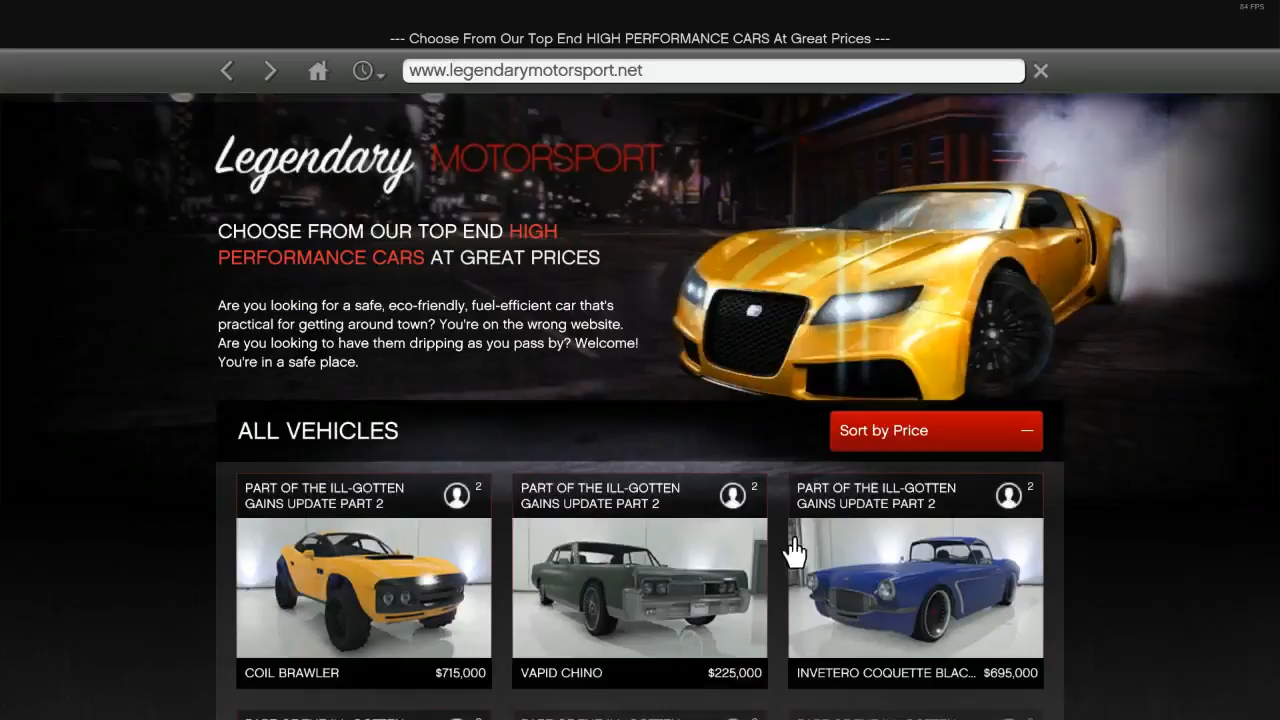 84 FPS
--- Choose From Our Top End HIGH PERFORMANCE CARS At Great Prices ---
www.legendarymotorsport.net
Legendary MOTORSPORT
CHOOSE FROM OUR TOP END HIGH
PERFORMANCE CARS AT GREAT PRICES
Are you looking for a safe, eco-friendly, fuel-efficient car that's
practical for getting around town? You're on the wrong website.
Are you looking to have them dripping as you pass by? Welcome!
You're in a safe place.
ALL VEHICLES
Sort by Price
PART OF THE ILL-GOTTEN
GAINS UPDATE PART 2
2
PART OF THE ILL-GOTTEN
GAINS UPDATE PART 2
2
PART OF THE ILL-GOTTEN
GAINS UPDATE PART 2
2
COIL BRAWLER $715,000
VAPID CHINO $225,000
INVETERO COQUETTE BLAC... $695,000